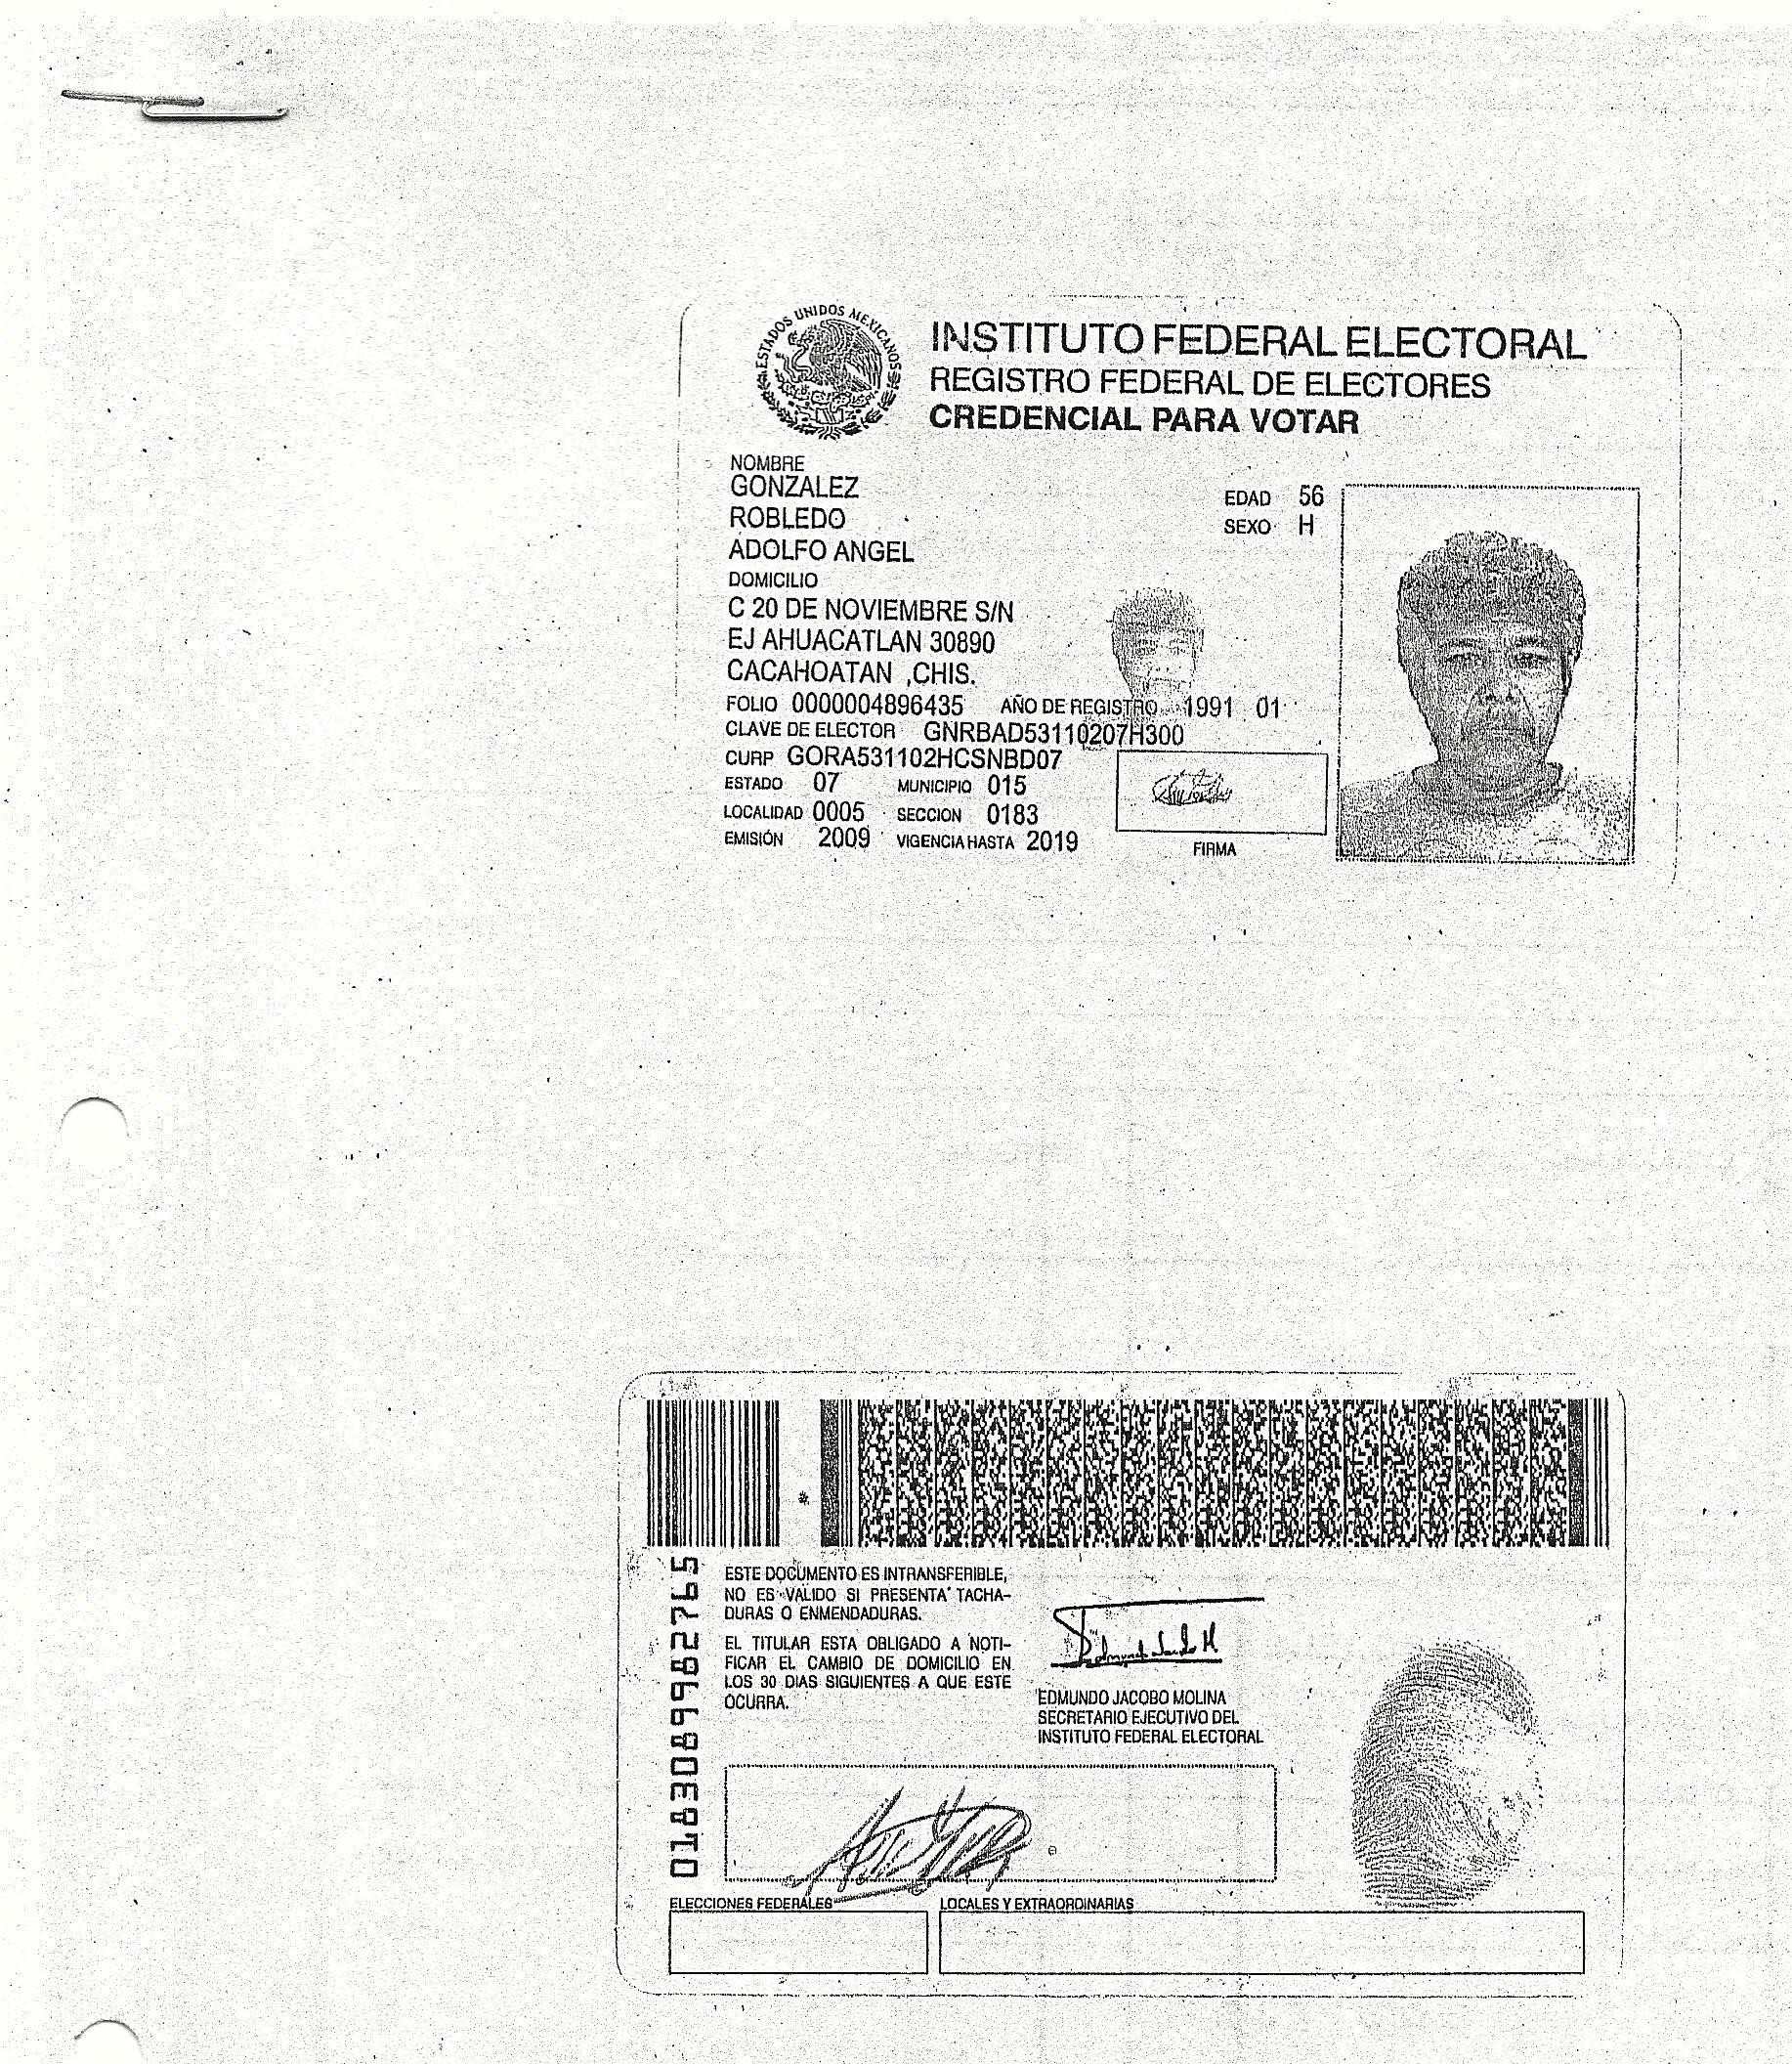 ESTADOS UNIDOS MEXICANOS
INSTITUTO FEDERAL ELECTORAL
REGISTRO FEDERAL DE ELECTORES
CREDENCIAL PARA VOTAR
NOMBRE
GONZALEZ
EDAD 56
ROBLEDO
SEXO H
ADOLFO ANGEL
DOMICILIO
C 20 DE NOVIEMBRE S/N
EJ AHUACATLAN 30890
CACAHOATAN ,CHIS.
FOLIO 0000004896435 AÑO DE REGISTRO 1991 01
CLAVE DE ELECTOR GNRBAD53110207H300
CURP GORA531102HCSNBD07
ESTADO 07 MUNICIPIO 015
LOCALIDAD 0005 SECCION 0183
EMISIÓN 2009 VIGENCIA HASTA 2019
FIRMA
0183089982765
ESTE DOCUMENTO ES INTRANSFERIBLE,
NO ES VALIDO SI PRESENTA TACHA-
DURAS O ENMENDADURAS.
EL TITULAR ESTA OBLIGADO A NOTI-
FICAR EL CAMBIO DE DOMICILIO EN
LOS 30 DIAS SIGUIENTES A QUE ESTE
OCURRA.
EDMUNDO JACOBO MOLINA
SECRETARIO EJECUTIVO DEL
INSTITUTO FEDERAL ELECTORAL
ELECCIONES FEDERALES
LOCALES Y EXTRAORDINARIAS